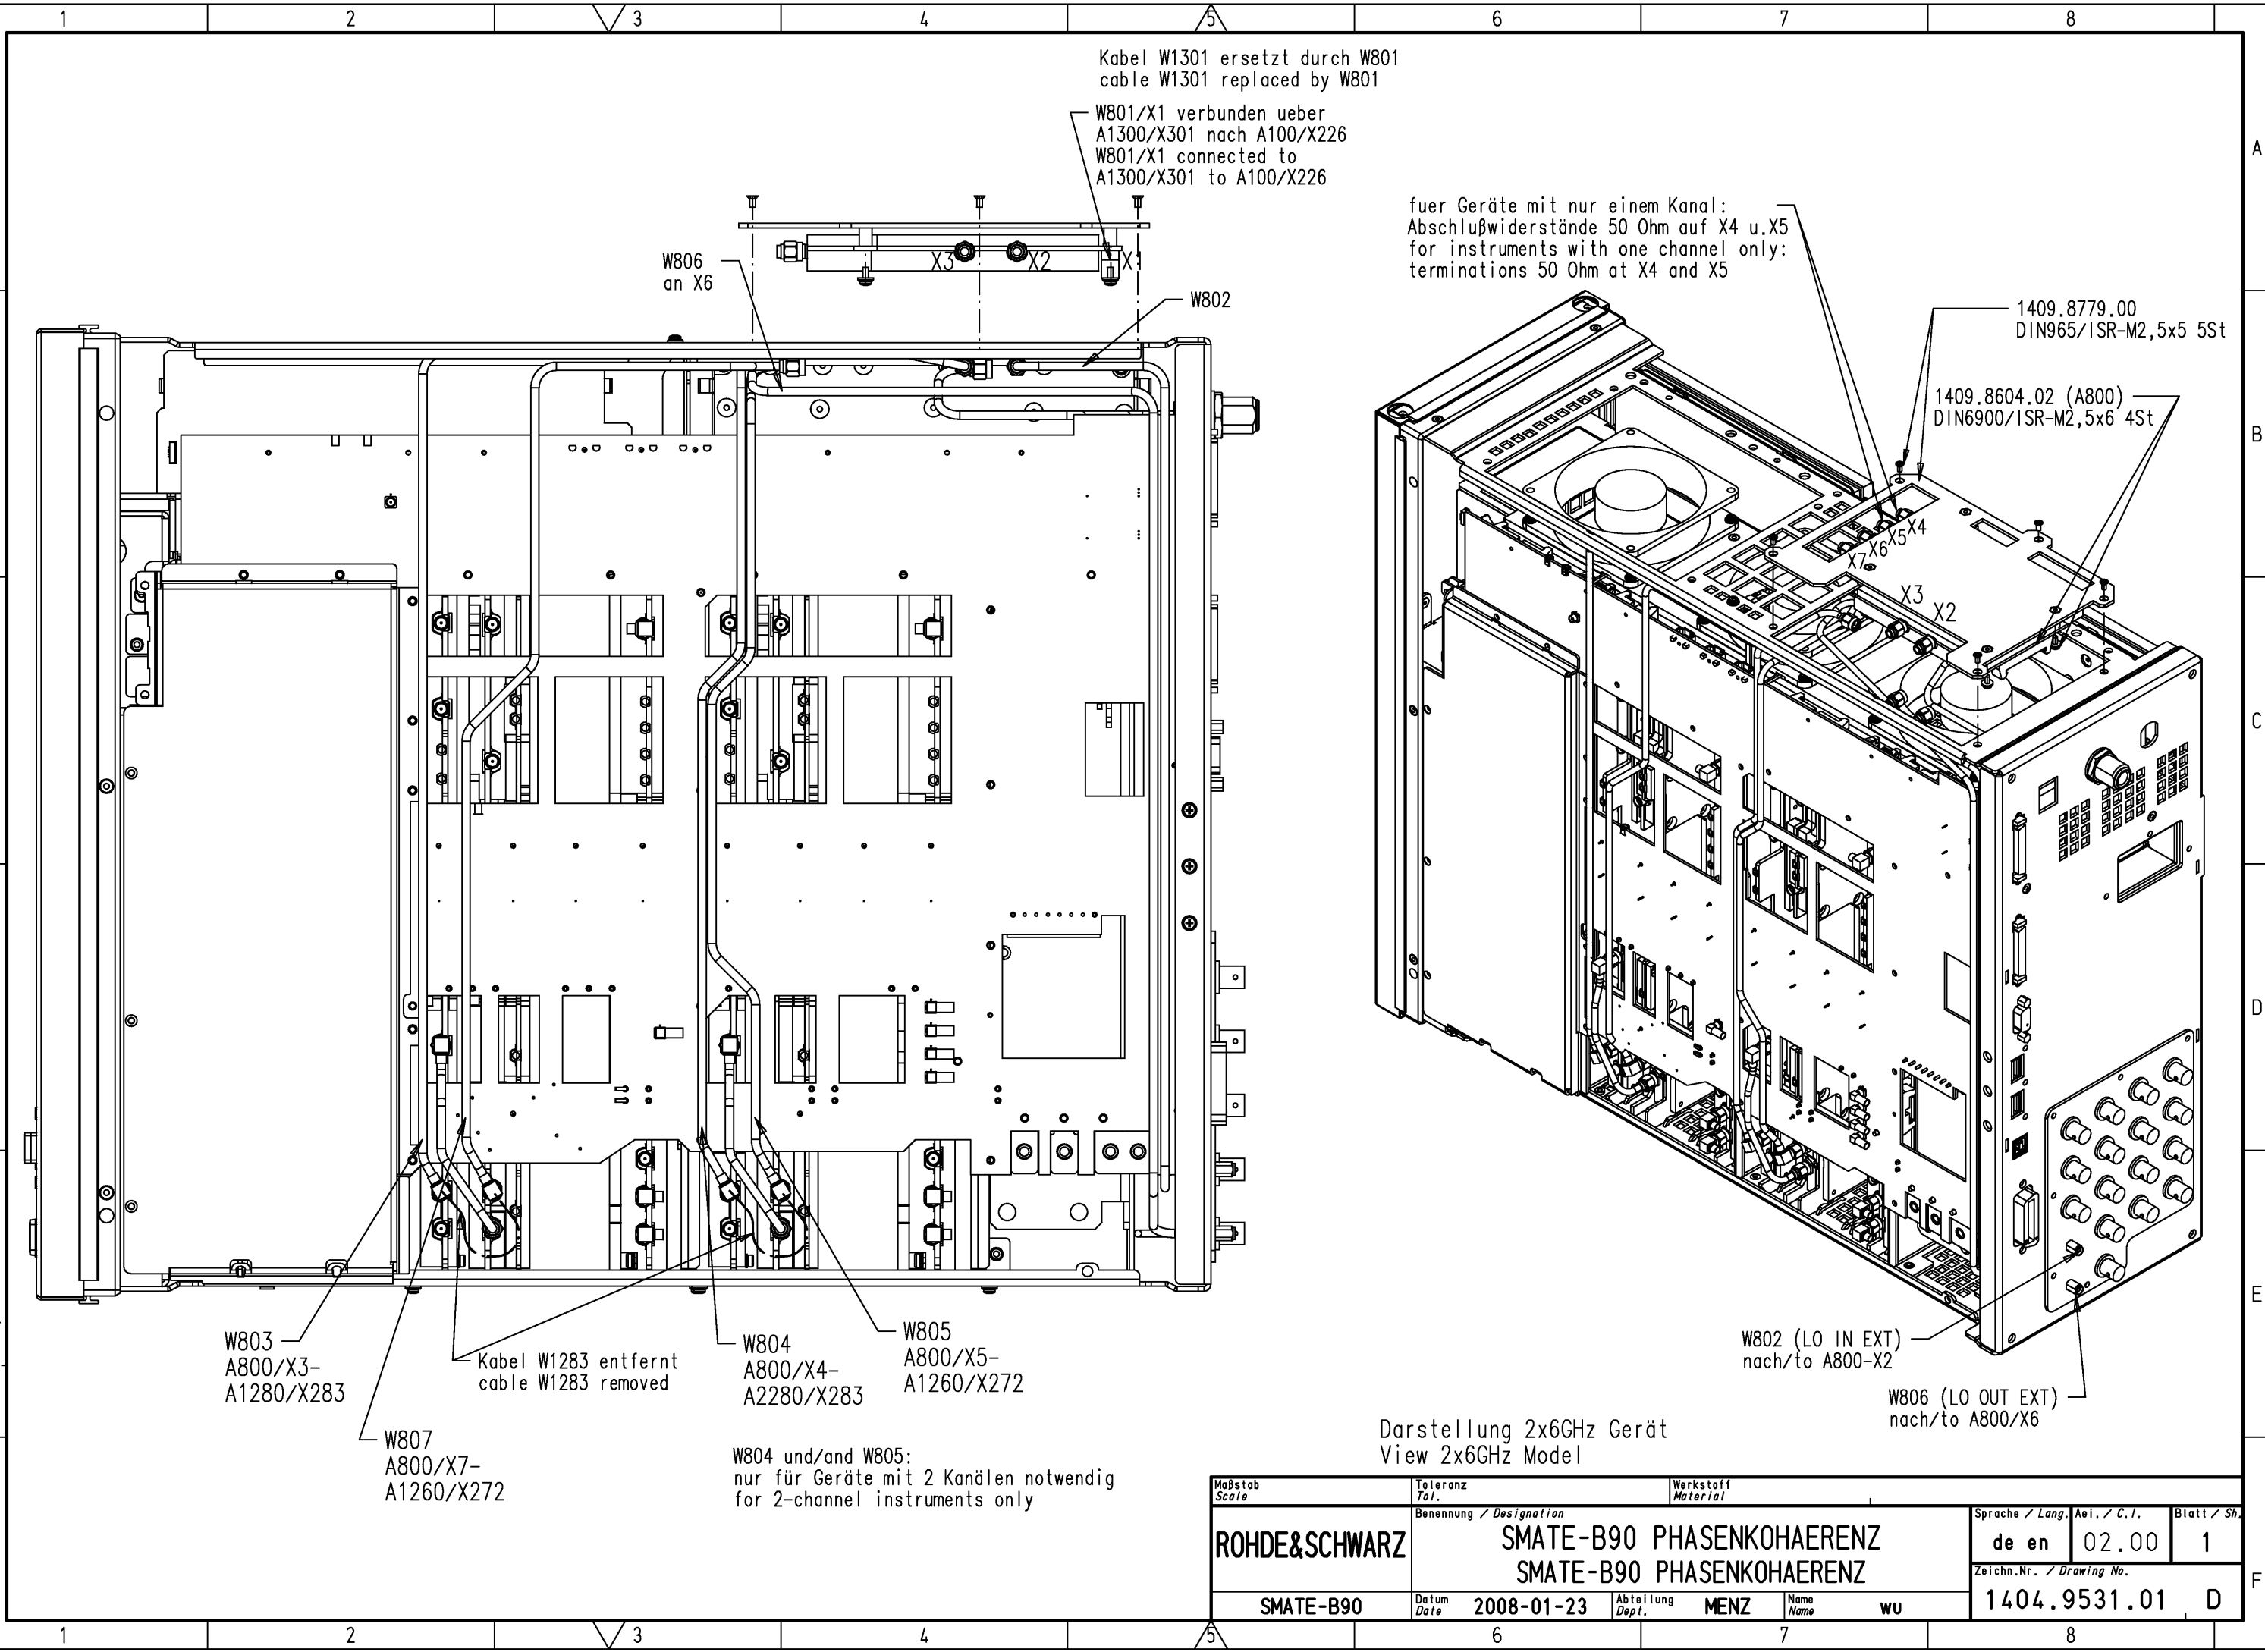 1 2 3 4 5 6 7 8
Kabel W1301 ersetzt durch W801
cable W1301 replaced by W801
W801/X1 verbunden ueber
A1300/X301 nach A100/X226
W801/X1 connected to
A1300/X301 to A100/X226
A
fuer Geräte mit nur einem Kanal:
Abschlußwiderstände 50 Ohm auf X4 u.X5
for instruments with one channel only:
terminations 50 Ohm at X4 and X5
W806
an X6
X3
X2
X1
W802
1409.8779.00
DIN965/ISR-M2,5x5 5St
1409.8604.02 (A800)
DIN6900/ISR-M2,5x6 4St
B
X4
X5
X6
X7
X3
X2
C
D
E
W803
A800/X3-
A1280/X283
Kabel W1283 entfernt
cable W1283 removed
W804
A800/X4-
A2280/X283
W805
A800/X5-
A1260/X272
W802 (LO IN EXT)
nach/to A800-X2
W806 (LO OUT EXT)
nach/to A800/X6
W807
A800/X7-
A1260/X272
W804 und/and W805:
nur für Geräte mit 2 Kanälen notwendig
for 2-channel instruments only
Darstellung 2x6GHz Gerät
View 2x6GHz Model
Maßstab
Scale
Toleranz
Tol.
Werkstoff
Material
ROHDE&SCHWARZ
Benennung / Designation
SMATE-B90 PHASENKOHAERENZ
SMATE-B90 PHASENKOHAERENZ
Sprache / Lang.
de en
Aei. / C.I.
02.00
Blatt / Sh.
1
Zeichn.Nr. / Drawing No.
1404.9531.01 D
SMATE-B90
Datum
Date
2008-01-23
Abteilung
Dept.
MENZ
Name
Name
WU
F
1 2 3 4 5 6 7 8